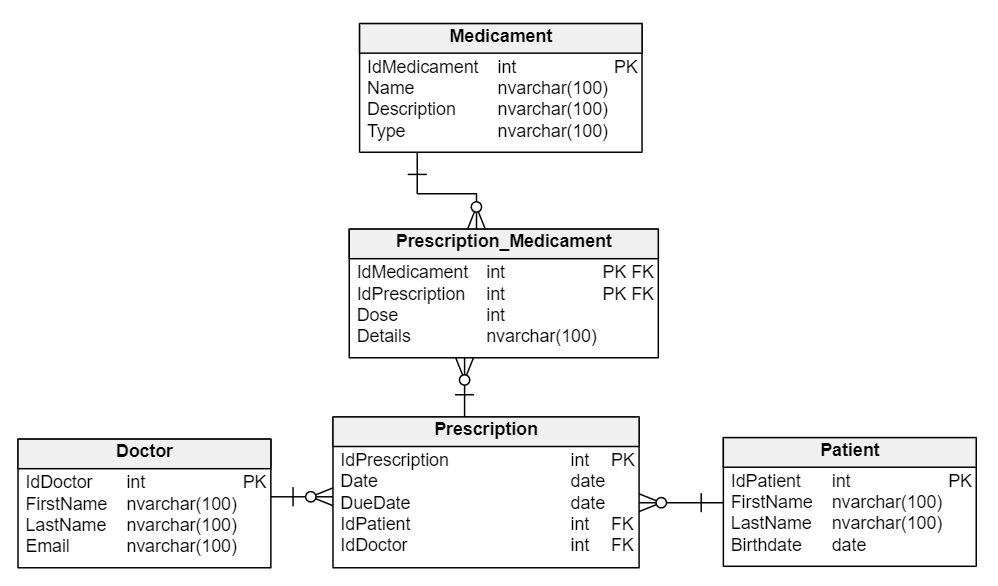 Medicament
IdMedicament int PK
Name nvarchar(100)
Description nvarchar(100)
Type nvarchar(100)
Prescription_Medicament
IdMedicament int PK FK
IdPrescription int PK FK
Dose int
Details nvarchar(100)
Doctor
IdDoctor int PK
FirstName nvarchar(100)
LastName nvarchar(100)
Email nvarchar(100)
Prescription
IdPrescription int PK
Date date
DueDate date
IdPatient int FK
IdDoctor int FK
Patient
IdPatient int PK
FirstName nvarchar(100)
LastName nvarchar(100)
Birthdate date